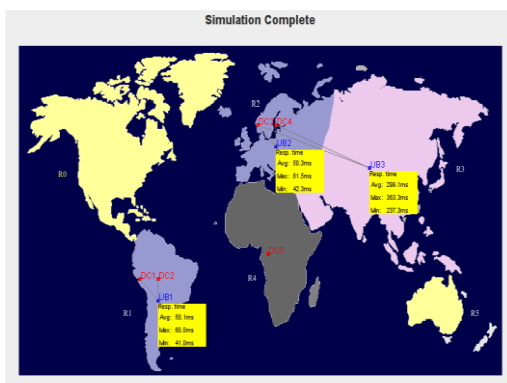 Simulation Complete
R2
DC3 DC4
UB2
Resp. time
Avg: 50.3ms
Max: 61.5ms
Min: 42.3ms
R0
UB3
Resp. time
Avg: 299.1ms
Max: 363.3ms
Min: 237.3ms
R3
DC5
R4
DC1 DC2
UB1
Resp. time
Avg: 50.1ms
Max: 60.8ms
Min: 41.0ms
R1
R5